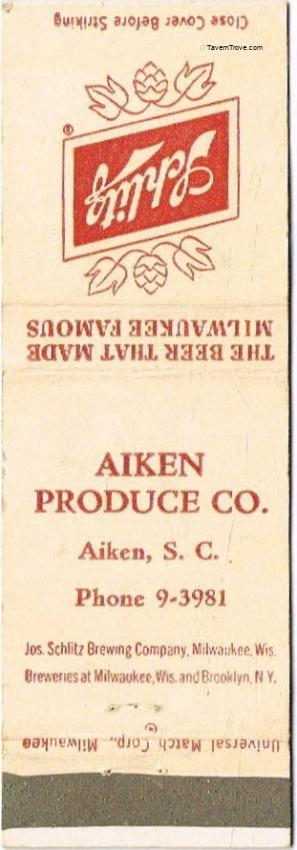 Close Cover Before Striking
© TavernTrove.com
Schlitz
®
THE BEER THAT MADE
MILWAUKEE FAMOUS
AIKEN
PRODUCE CO.
Aiken, S. C.
Phone 9-3981
Jos. Schlitz Brewing Company, Milwaukee, Wis.
Breweries at Milwaukee, Wis. and Brooklyn, N.Y.
©
Universal Match Corp., Milwaukee